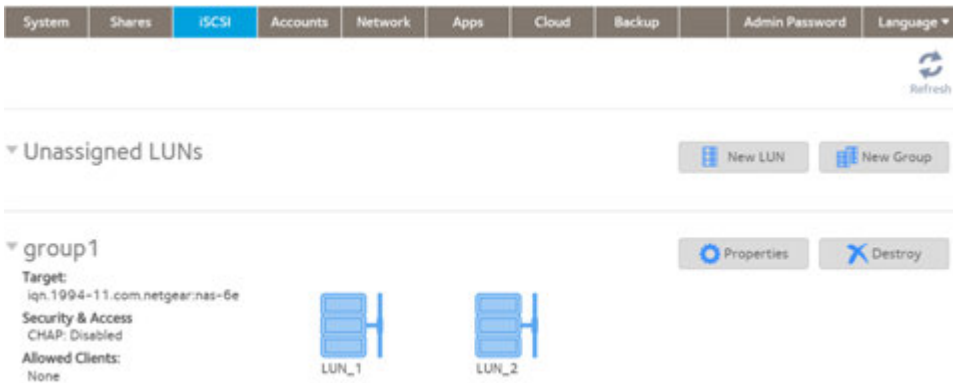 System Shares iSCSI Accounts Network Apps Cloud Backup Admin Password Language
Refresh
Unassigned LUNs New LUN New Group
group1 Properties Destroy
Target:
iqn.1994-11.com.netgear:nas-6e
Security & Access
CHAP: Disabled
Allowed Clients:
None
LUN_1 LUN_2